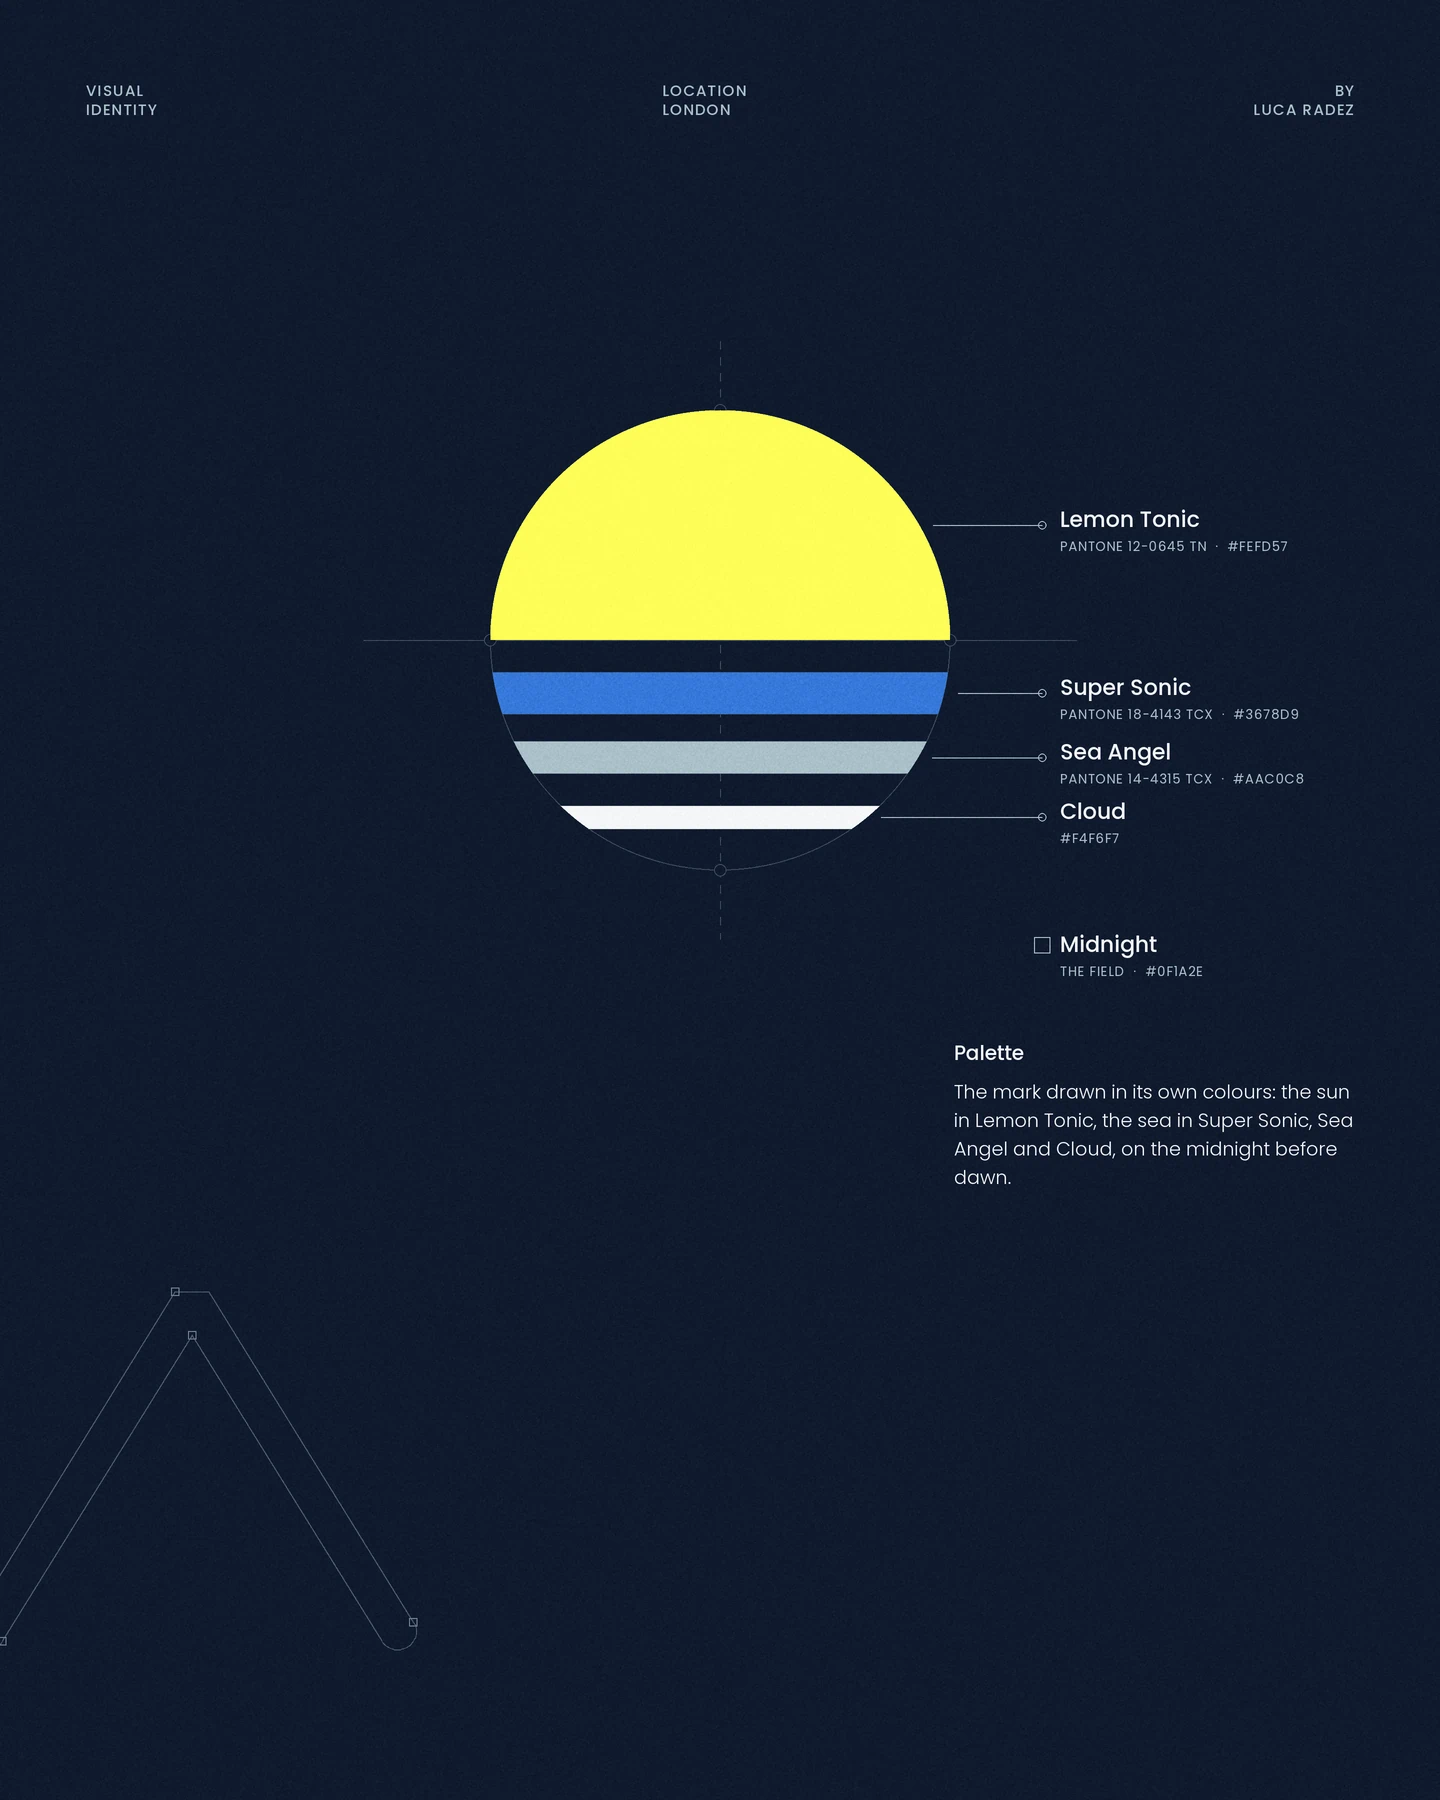 VISUAL
IDENTITY
LOCATION
LONDON
BY
LUCA RADEZ
Lemon Tonic
PANTONE 12-0645 TN · #FEFD57
Super Sonic
PANTONE 18-4143 TCX · #3678D9
Sea Angel
PANTONE 14-4315 TCX · #AAC0C8
Cloud
#F4F6F7
Midnight
THE FIELD · #0F1A2E
Palette
The mark drawn in its own colours: the sun
in Lemon Tonic, the sea in Super Sonic, Sea
Angel and Cloud, on the midnight before
dawn.